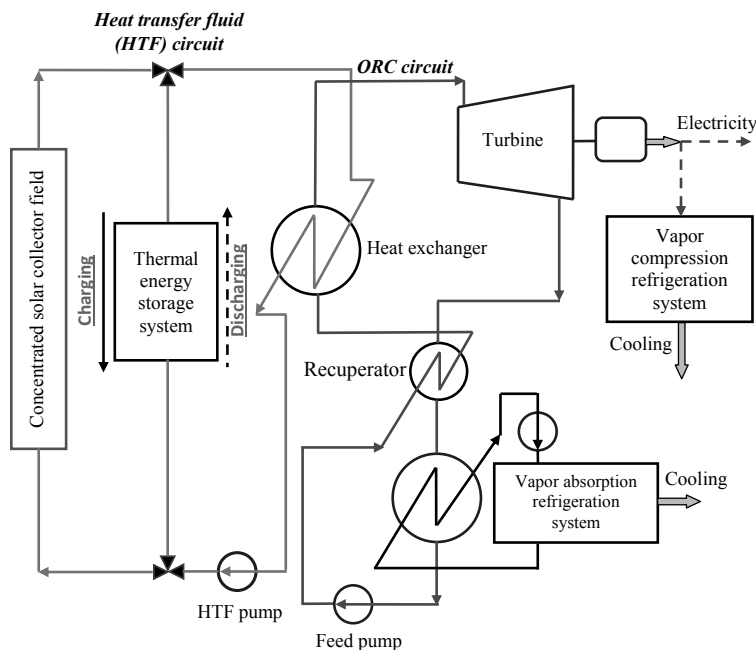 Heat transfer fluid
(HTF) circuit
ORC circuit
Turbine
Electricity
Concentrated solar collector field
Charging
Thermal
energy
storage
system
Discharging
Heat exchanger
Vapor
compression
refrigeration
system
Cooling
Recuperator
Vapor absorption
refrigeration
system
Cooling
HTF pump
Feed pump